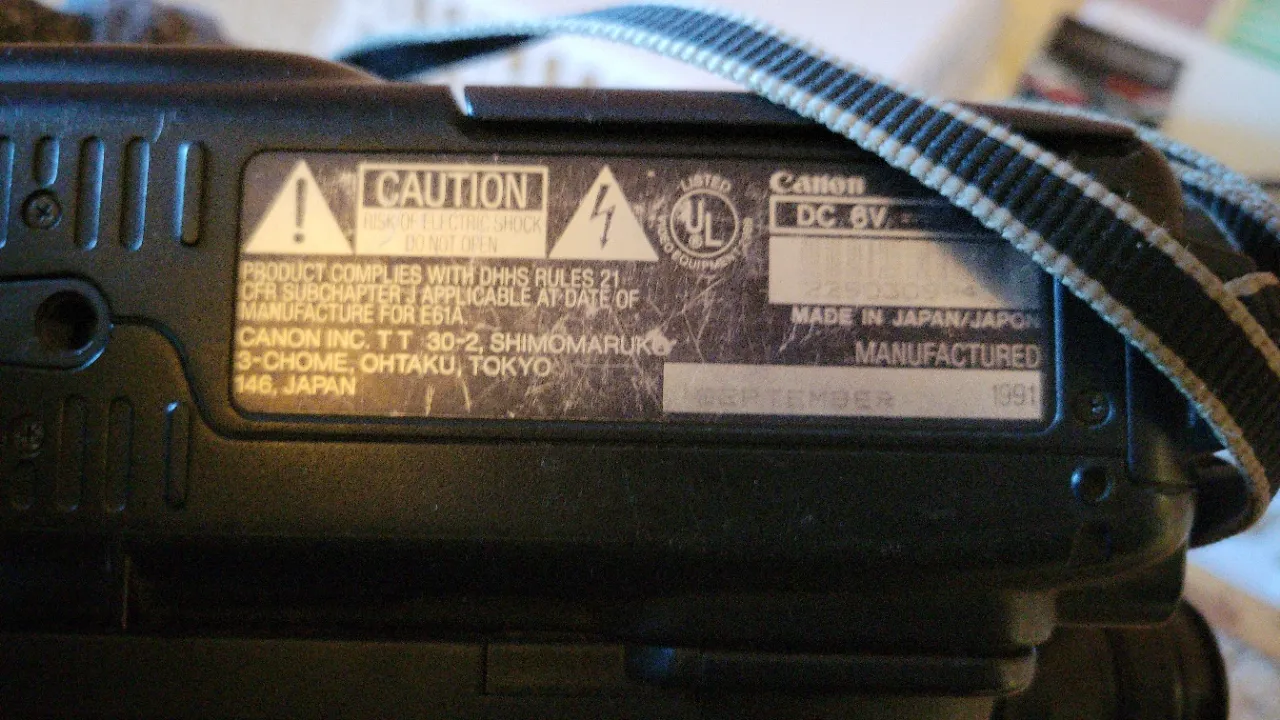 CAUTION
RISK OF ELECTRIC SHOCK
DO NOT OPEN
PRODUCT COMPLIES WITH DHHS RULES 21
CFR SUBCHAPTER J APPLICABLE AT DATE OF
MANUFACTURE FOR E61A.
CANON INC. T T 30-2, SHIMOMARUKO
3-CHOME, OHTAKU, TOKYO
146, JAPAN
LISTED
UL
VIDEO EQUIPMENT
Canon
DC. 6V
MADE IN JAPAN/JAPON
MANUFACTURED
SEPTEMBER 1991